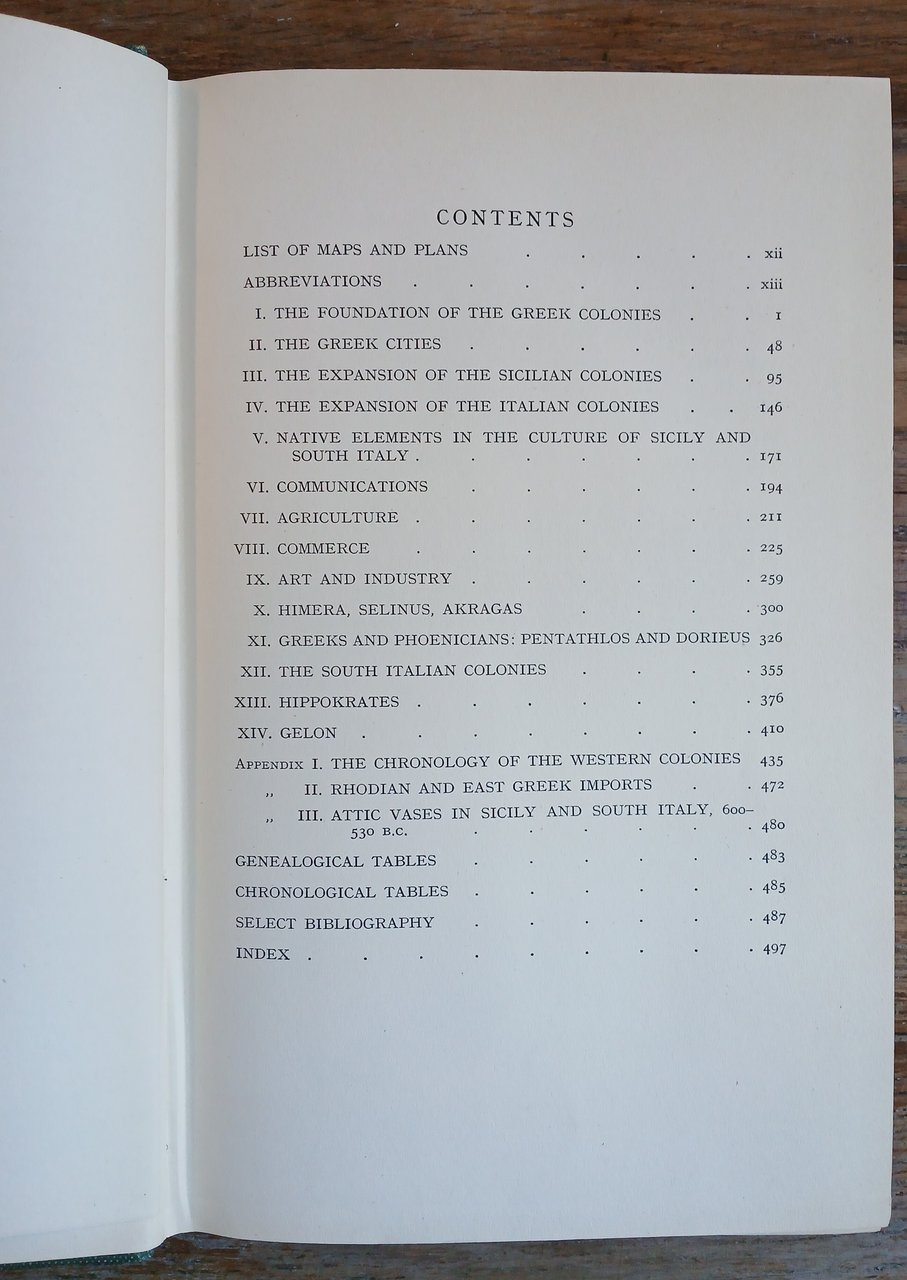 CONTENTS
LIST OF MAPS AND PLANS . . . . . xii
ABBREVIATIONS . . . . . . . xiii
I. THE FOUNDATION OF THE GREEK COLONIES . . 1
II. THE GREEK CITIES . . . . . . 48
III. THE EXPANSION OF THE SICILIAN COLONIES . . 95
IV. THE EXPANSION OF THE ITALIAN COLONIES . . 146
V. NATIVE ELEMENTS IN THE CULTURE OF SICILY AND
SOUTH ITALY . . . . . . . 171
VI. COMMUNICATIONS . . . . . . 194
VII. AGRICULTURE . . . . . . . 211
VIII. COMMERCE . . . . . . . 225
IX. ART AND INDUSTRY . . . . . . 259
X. HIMERA, SELINUS, AKRAGAS . . . . 300
XI. GREEKS AND PHOENICIANS: PENTATHLOS AND DORIEUS 326
XII. THE SOUTH ITALIAN COLONIES . . . . 355
XIII. HIPPOKRATES . . . . . . . 376
XIV. GELON . . . . . . . . 410
APPENDIX I. THE CHRONOLOGY OF THE WESTERN COLONIES 435
„ II. RHODIAN AND EAST GREEK IMPORTS . . 472
„ III. ATTIC VASES IN SICILY AND SOUTH ITALY, 600–
530 B.C. . . . . . . 480
GENEALOGICAL TABLES . . . . . . 483
CHRONOLOGICAL TABLES . . . . . . 485
SELECT BIBLIOGRAPHY . . . . . . 487
INDEX . . . . . . . . . 497